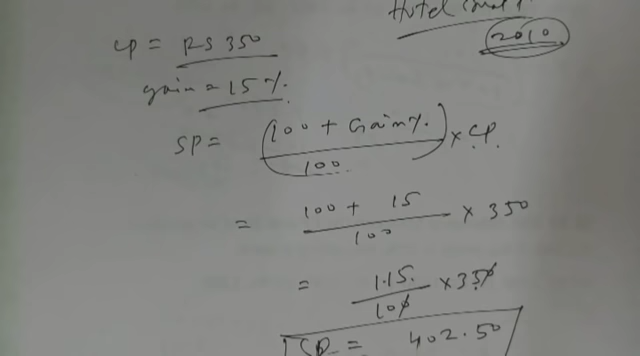 Hotel
2010
CP = RS 350
gain = 15 %.
SP = (100 + Gain %. / 100) × CP.
= 100 + 15 / 100 × 350
= 115. / 100 × 350
SP = 402.50